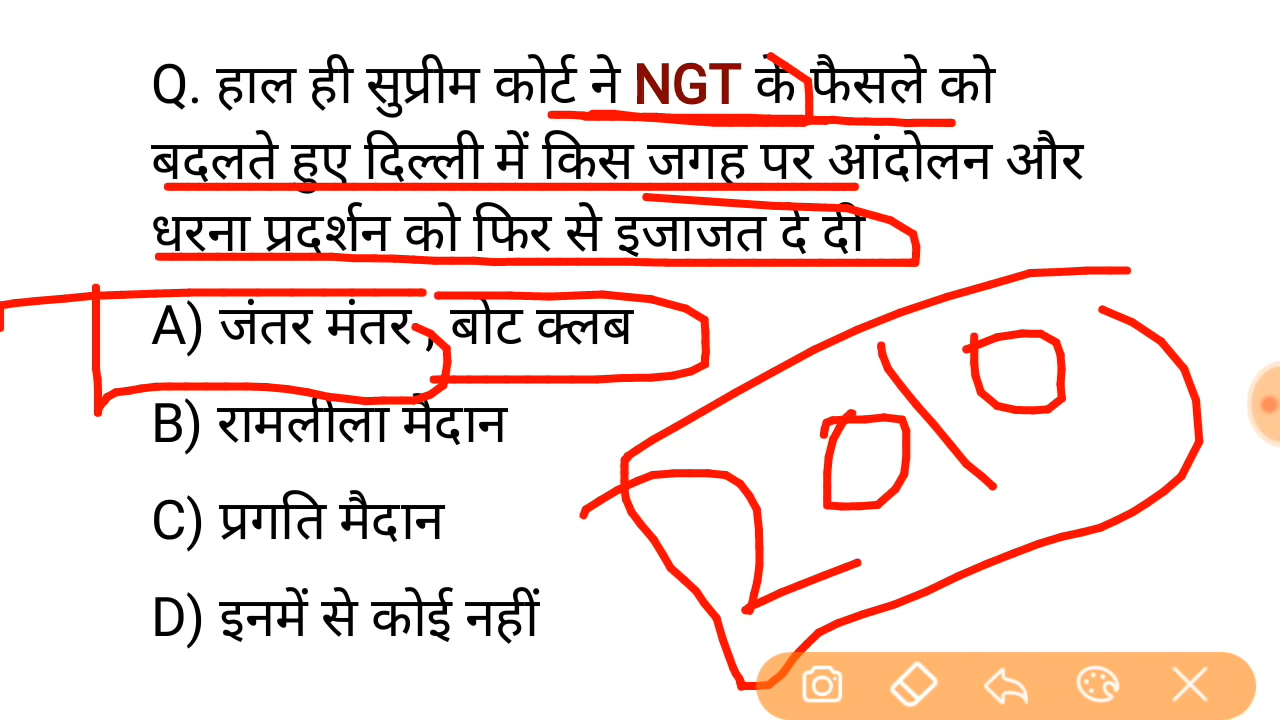 Q. हाल ही सुप्रीम कोर्ट ने NGT के फैसले को
बदलते हुए दिल्ली में किस जगह पर आंदोलन और
धरना प्रदर्शन को फिर से इजाजत दे दी
A) जंतर मंतर , बोट क्लब
B) रामलीला मैदान
C) प्रगति मैदान
D) इनमें से कोई नहीं